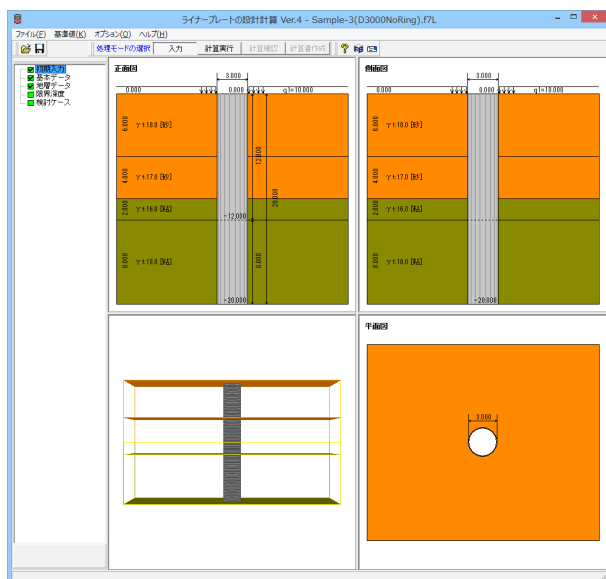 ライナープレートの設計計算 Ver.4 - Sample-3(D3000NoRing).f7L
ファイル(F) 基準値(K) オプション(O) ヘルプ(H)
処理モードの選択 入力 計算実行 計算確認 計算書作成
初期入力
基本データ
地層データ
限界深度
検討ケース
正面図
3.000
0.000 0.000 q1=10.000
6.000 γt:18.0 [砂]
12.000
4.000 γt:17.0 [砂]
20.000
2.000 γt:16.0 [粘]
-12.000
8.000 γt:18.0 [粘] 8.000
-20.000
側面図
3.000
0.000 0.000 q1=10.000
6.000 γt:18.0 [砂]
4.000 γt:17.0 [砂]
2.000 γt:16.0 [粘]
8.000 γt:18.0 [粘]
-20.000
平面図
3.000